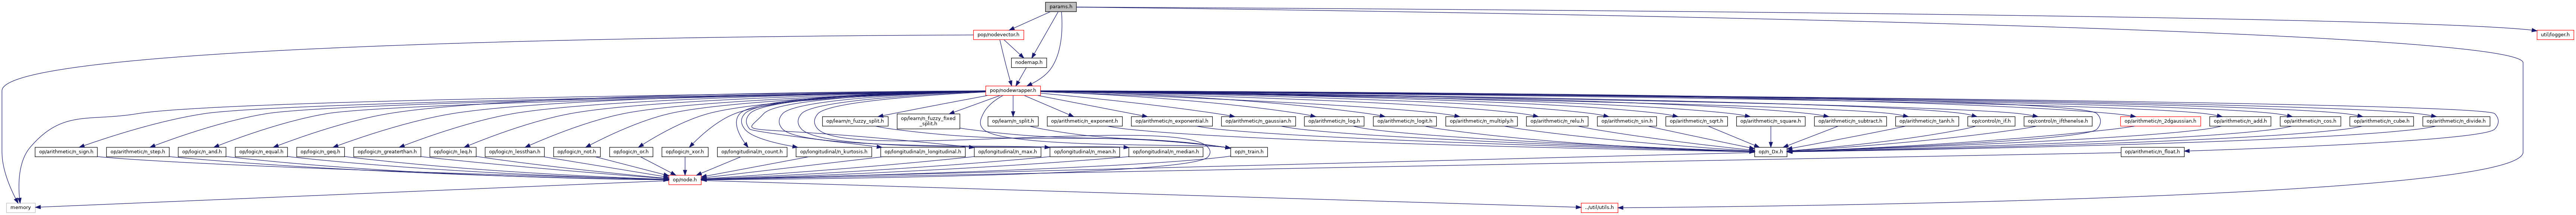 params.h
pop/nodevector.h
util/logger.h
nodemap.h
pop/nodewrapper.h
op/learn/n_fuzzy_split.h
op/learn/n_fuzzy_fixed
_split.h
op/learn/n_split.h
op/arithmetic/n_exponent.h
op/arithmetic/n_exponential.h
op/arithmetic/n_gaussian.h
op/arithmetic/n_log.h
op/arithmetic/n_logit.h
op/arithmetic/n_multiply.h
op/arithmetic/n_relu.h
op/arithmetic/n_sin.h
op/arithmetic/n_sqrt.h
op/arithmetic/n_square.h
op/arithmetic/n_subtract.h
op/arithmetic/n_tanh.h
op/control/n_if.h
op/control/n_ifthenelse.h
op/arithmetic/n_2dgaussian.h
op/arithmetic/n_add.h
op/arithmetic/n_cos.h
op/arithmetic/n_cube.h
op/arithmetic/n_divide.h
op/arithmetic/n_sign.h
op/arithmetic/n_step.h
op/logic/n_and.h
op/logic/n_equal.h
op/logic/n_geq.h
op/logic/n_greaterthan.h
op/logic/n_leq.h
op/logic/n_lessthan.h
op/logic/n_not.h
op/logic/n_or.h
op/logic/n_xor.h
op/longitudinal/n_count.h
op/longitudinal/n_kurtosis.h
op/longitudinal/n_longitudinal.h
op/longitudinal/n_max.h
op/longitudinal/n_mean.h
op/longitudinal/n_median.h
op/n_train.h
op/n_Dx.h
op/arithmetic/n_float.h
op/node.h
memory
../util/utils.h